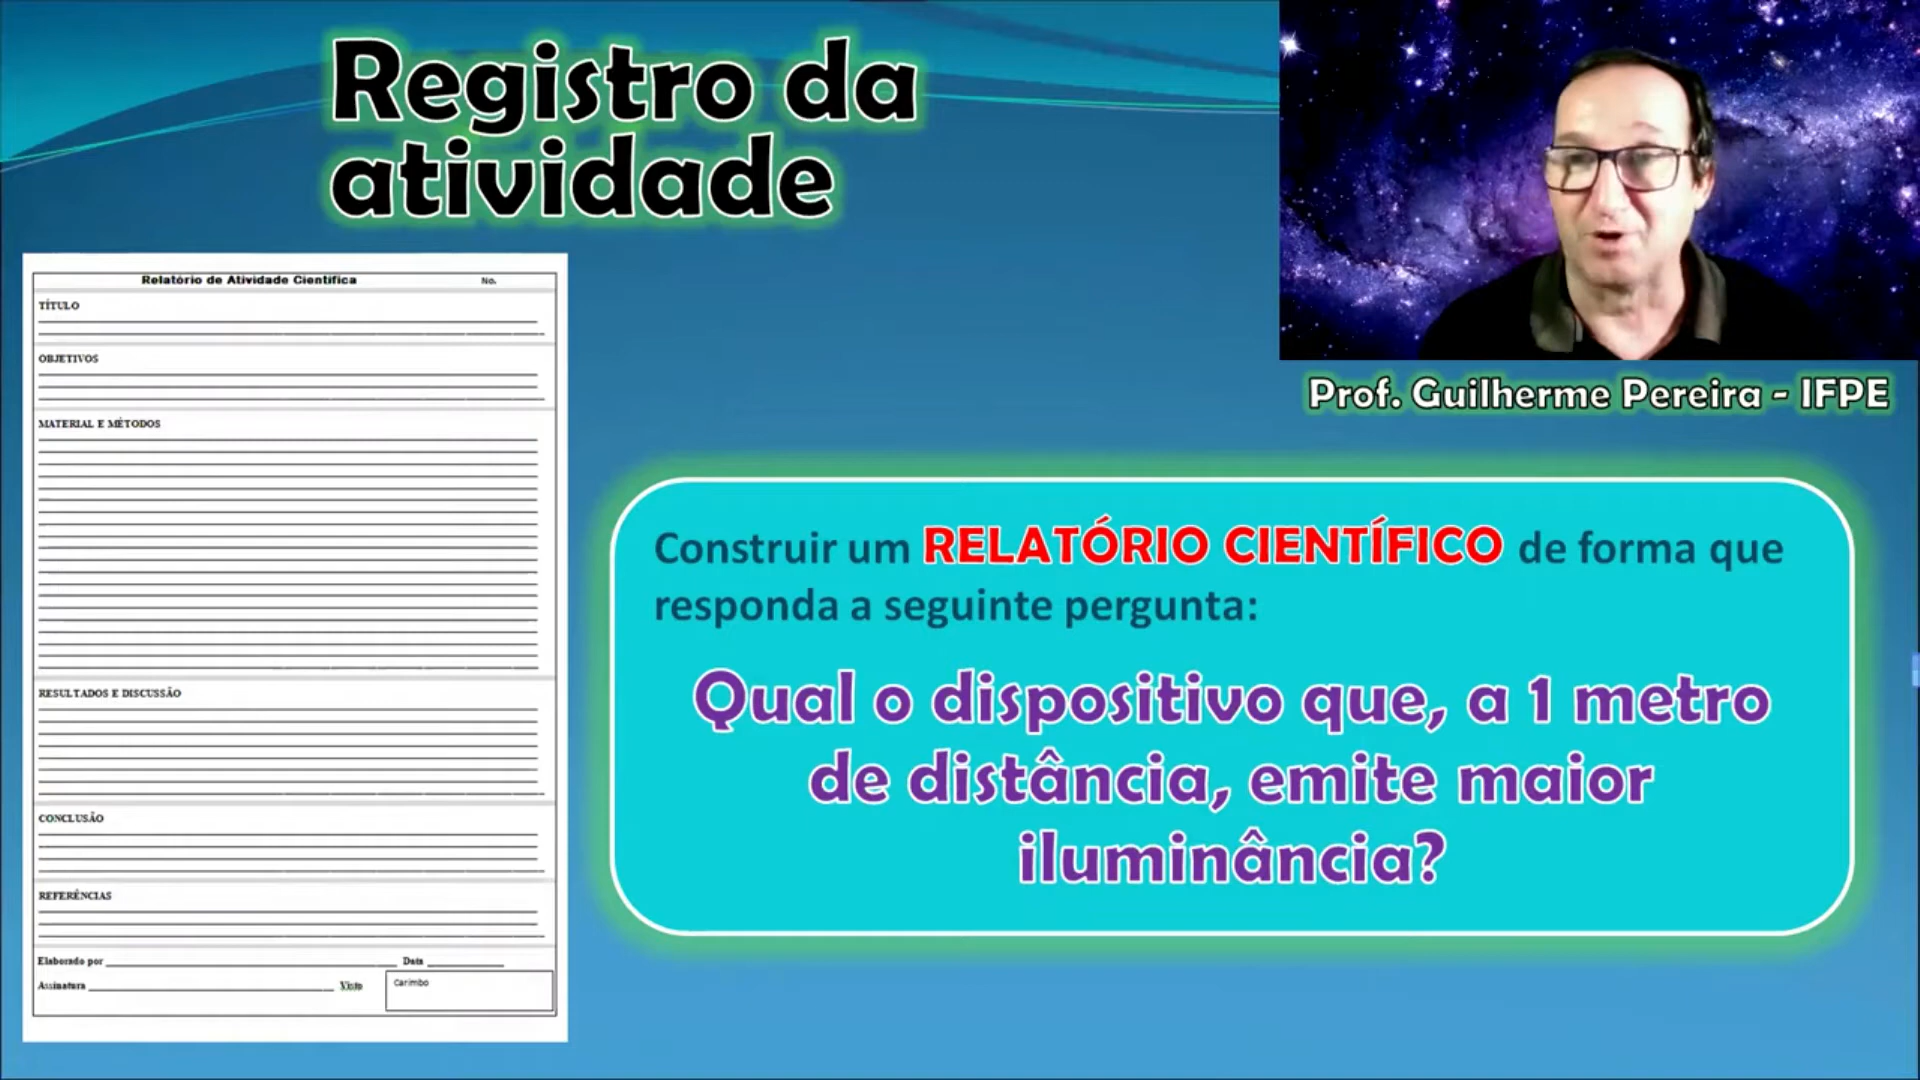 Registro da
atividade
Relatório de Atividade Científica No.
TÍTULO
OBJETIVOS
MATERIAL E MÉTODOS
RESULTADOS E DISCUSSÃO
CONCLUSÃO
REFERÊNCIAS
Elaborado por Data
Assinatura Visto Carimbo
Prof. Guilherme Pereira - IFPE
Construir um RELATÓRIO CIENTÍFICO de forma que
responda a seguinte pergunta:
Qual o dispositivo que, a 1 metro
de distância, emite maior
iluminância?